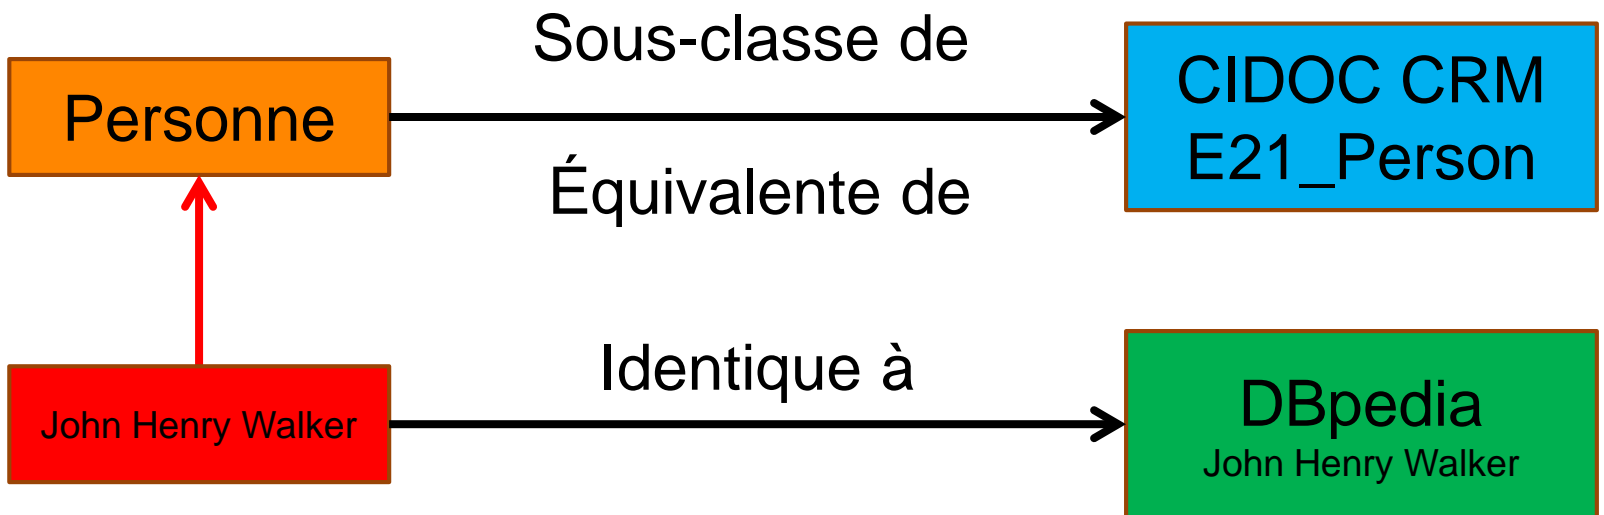 Sous-classe de
Personne
CIDOC CRM
E21_Person
Équivalente de
Identique à
John Henry Walker
DBpedia
John Henry Walker